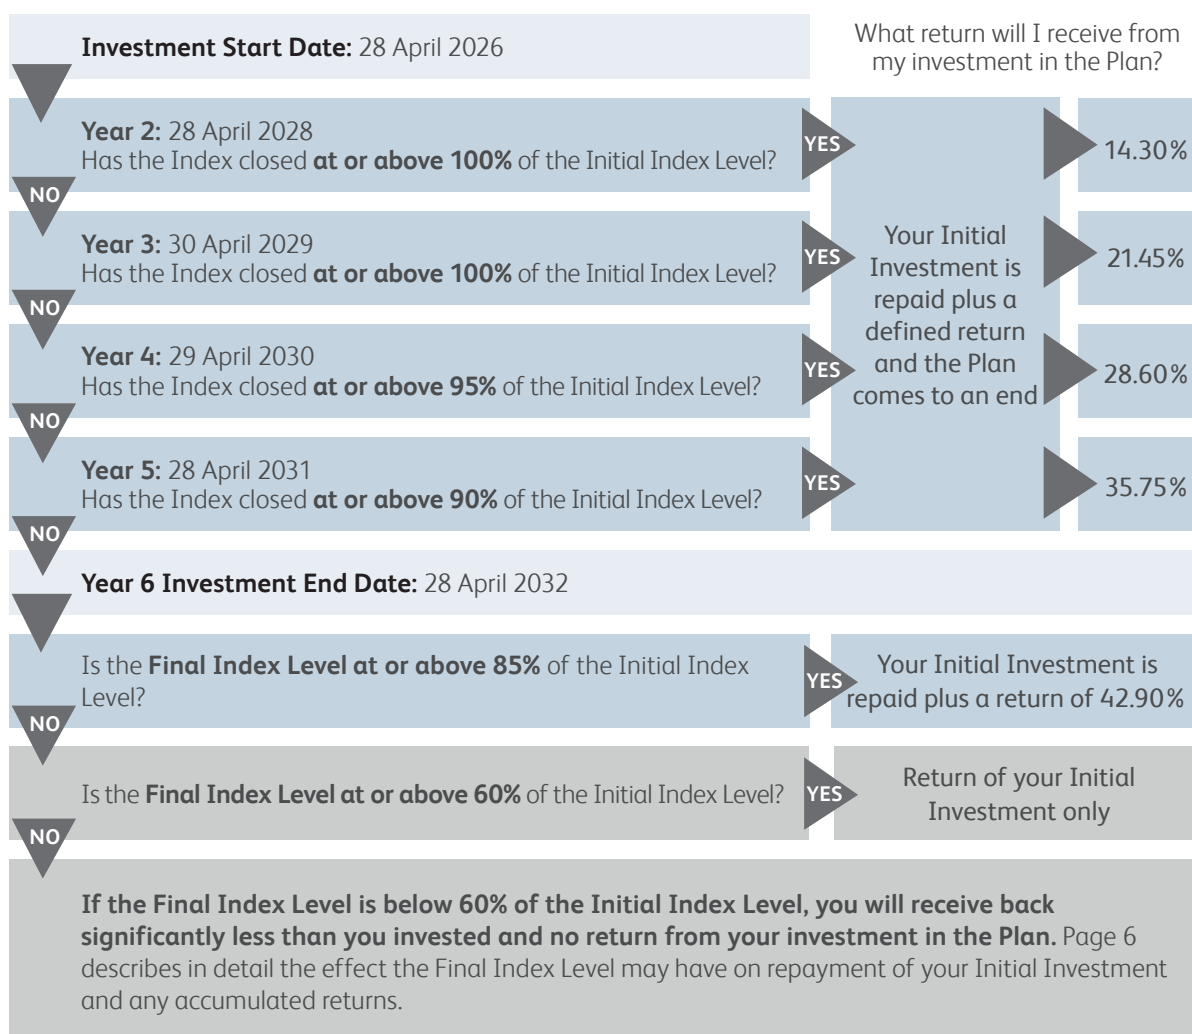 Investment Start Date: 28 April 2026
What return will I receive from
my investment in the Plan?
Year 2: 28 April 2028
Has the Index closed at or above 100% of the Initial Index Level?
YES
14.30%
NO
Year 3: 30 April 2029
Has the Index closed at or above 100% of the Initial Index Level?
YES
Your Initial
Investment is
repaid plus a
defined return
and the Plan
comes to an end
21.45%
NO
Year 4: 29 April 2030
Has the Index closed at or above 95% of the Initial Index Level?
YES
28.60%
NO
Year 5: 28 April 2031
Has the Index closed at or above 90% of the Initial Index Level?
YES
35.75%
NO
Year 6 Investment End Date: 28 April 2032
Is the Final Index Level at or above 85% of the Initial Index
Level?
YES
Your Initial Investment is
repaid plus a return of 42.90%
NO
Is the Final Index Level at or above 60% of the Initial Index Level?
YES
Return of your Initial
Investment only
NO
If the Final Index Level is below 60% of the Initial Index Level, you will receive back
significantly less than you invested and no return from your investment in the Plan. Page 6
describes in detail the effect the Final Index Level may have on repayment of your Initial Investment
and any accumulated returns.